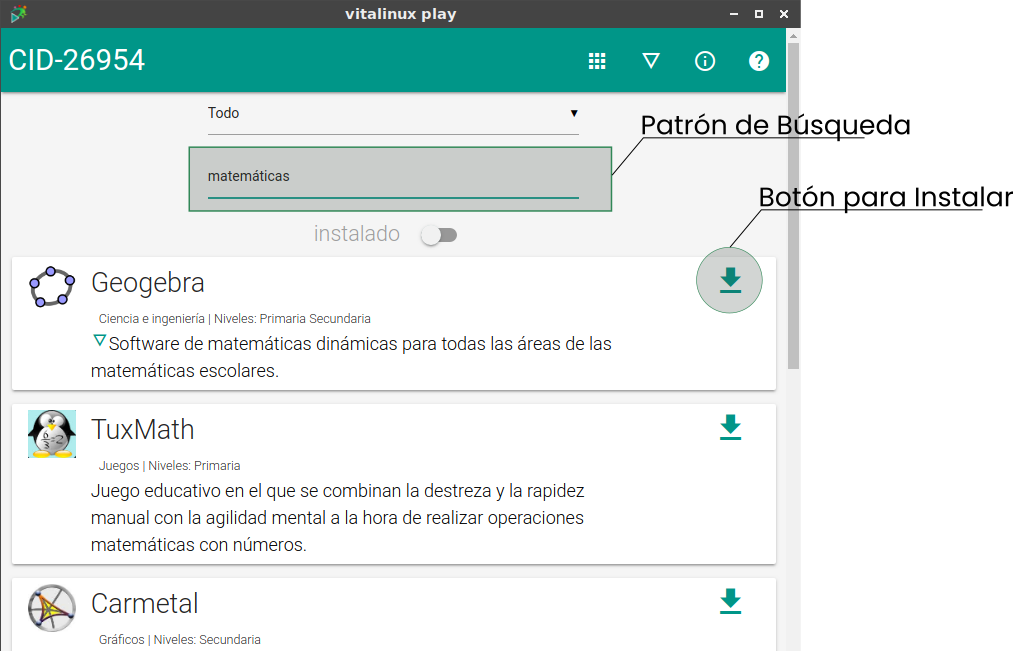 vitalinux play
CID-26954
Todo
Patrón de Búsqueda
matemáticas
Botón para Instalar
instalado
Geogebra
Ciencia e ingeniería | Niveles: Primaria Secundaria
Software de matemáticas dinámicas para todas las áreas de las
matemáticas escolares.
TuxMath
Juegos | Niveles: Primaria
Juego educativo en el que se combinan la destreza y la rapidez
manual con la agilidad mental a la hora de realizar operaciones
matemáticas con números.
Carmetal
Gráficos | Niveles: Secundaria